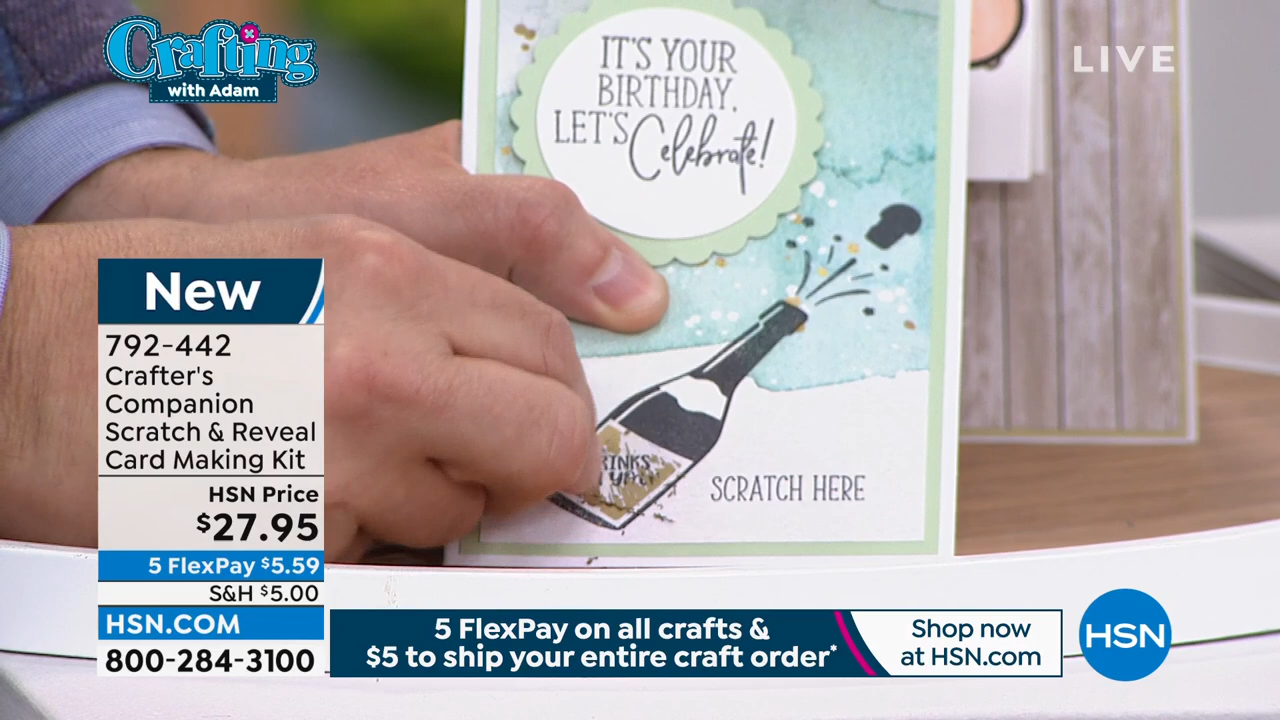 Crafting
with Adam
LIVE
IT'S YOUR
BIRTHDAY,
LET'S Celebrate!
SCRATCH HERE
New
792-442
Crafter's
Companion
Scratch & Reveal
Card Making Kit
HSN Price
$27.95
5 FlexPay $5.59
S&H $5.00
HSN.COM
800-284-3100
5 FlexPay on all crafts &
$5 to ship your entire craft order*
Shop now
at HSN.com
HSN